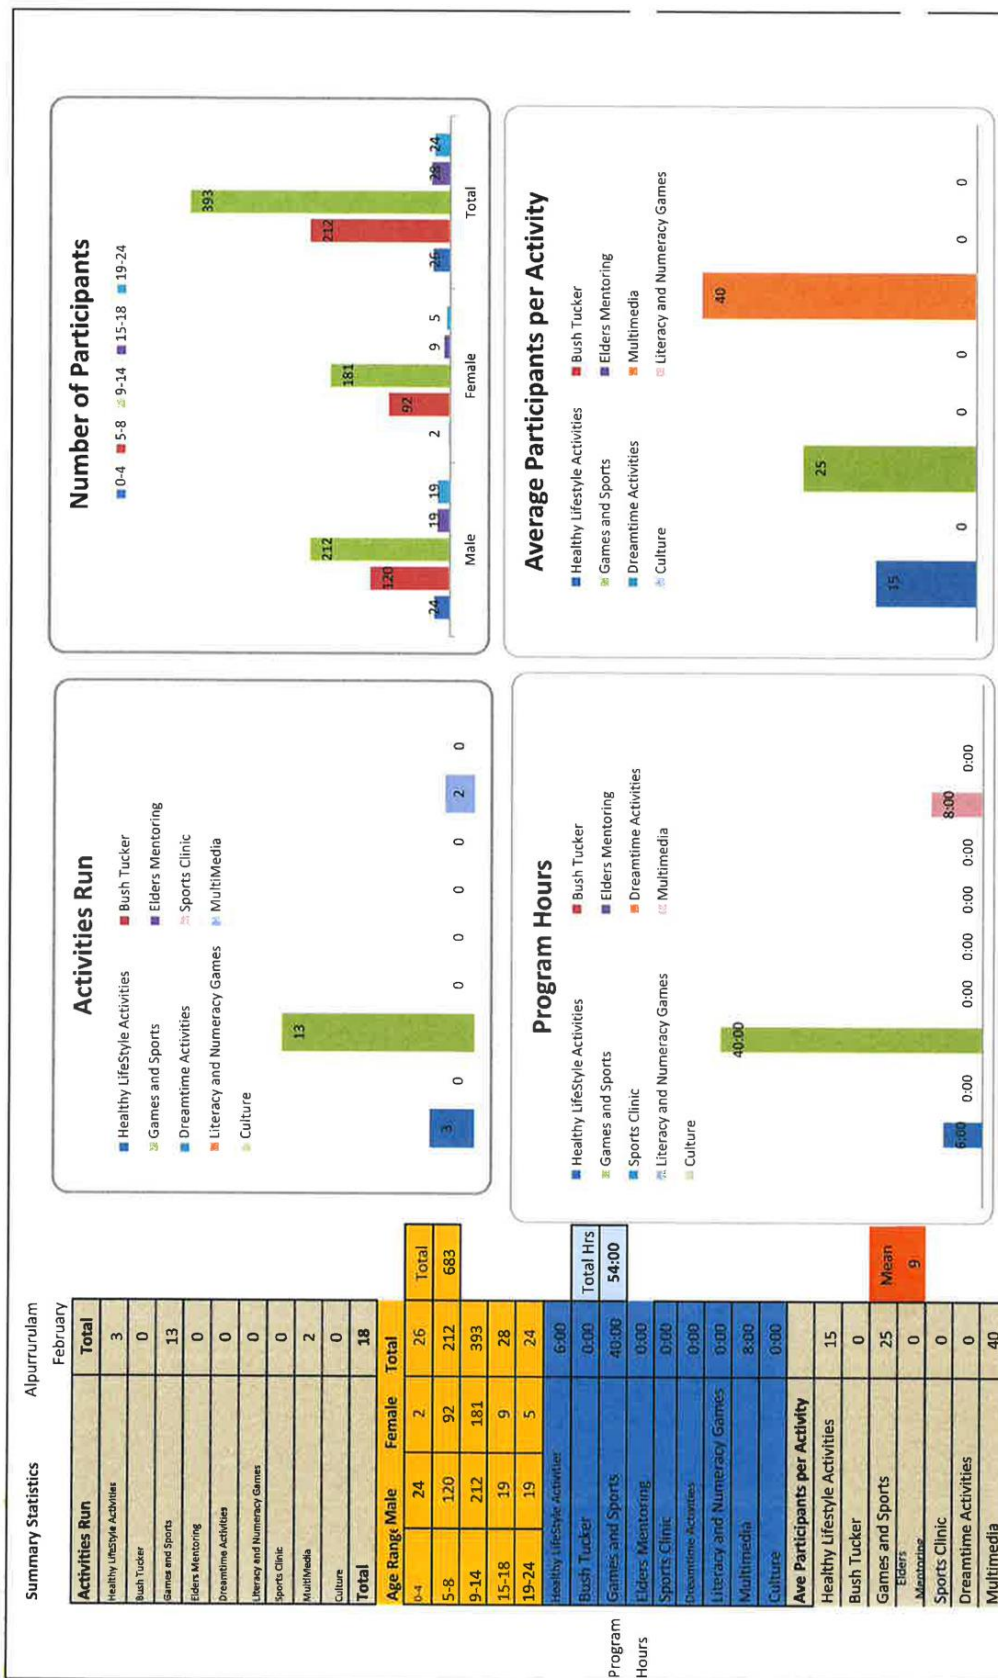 Summary Statistics Alpurrurulam
February
Activities Run Total
Healthy LifeStyle Activities 3
Bush Tucker 0
Games and Sports 13
Elders Mentoring 0
Dreamtime Activities 0
Literacy and Numeracy Games 0
Sports Clinic 0
MultiMedia 2
Culture 0
Total 18
Age Range Male Female Total
0-4 24 2 26 Total
5-8 120 92 212 683
9-14 212 181 393
15-18 19 9 28
19-24 19 5 24
Program Hours
Healthy LifeStyle Activities 6:00
Bush Tucker 0:00 Total Hrs
Games and Sports 40:00 54:00
Elders Mentoring 0:00
Sports Clinic 0:00
Dreamtime Activities 0:00
Literacy and Numeracy Games 0:00
Multimedia 8:00
Culture 0:00
Ave Participants per Activity
Healthy Lifestyle Activities 15
Bush Tucker 0
Games and Sports 25 Mean
Elders Mentoring 0 9
Sports Clinic 0
Dreamtime Activities 0
Multimedia 40
Activities Run
Healthy LifeStyle Activities Bush Tucker
Games and Sports Elders Mentoring
Dreamtime Activities Sports Clinic
Literacy and Numeracy Games MultiMedia
Culture
3 0 13 0 0 0 0 2 0
Number of Participants
0-4 5-8 9-14 15-18 19-24
24 120 212 19 19 2 92 181 9 5 26 212 393 28 24
Male Female Total
Program Hours
Healthy LifeStyle Activities Bush Tucker
Games and Sports Elders Mentoring
Sports Clinic Dreamtime Activities
Literacy and Numeracy Games Multimedia
Culture
6:00 0:00 40:00 0:00 0:00 0:00 0:00 8:00 0:00
Average Participants per Activity
Healthy Lifestyle Activities Bush Tucker
Games and Sports Elders Mentoring
Dreamtime Activities Multimedia
Culture Literacy and Numeracy Games
15 0 25 0 0 40 0 0